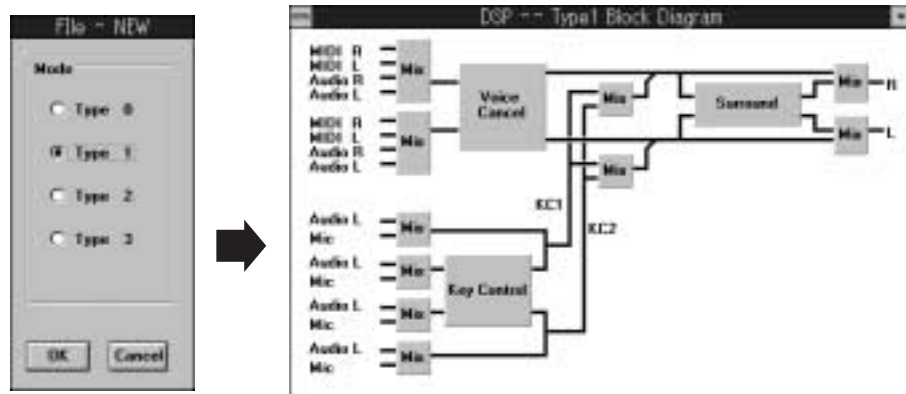 File - NEW
Mode
Type 0
Type 1
Type 2
Type 3
OK
Cancel
DSP -- Type1 Block Diagram
MIDI R
MIDI L
Audio R
Audio L
Mix
MIDI R
MIDI L
Audio R
Audio L
Mix
Voice
Cancel
Mix
Mix
Surround
Mix
R
Mix
L
KC1
KC2
Audio L
Mic
Mix
Audio L
Mic
Mix
Key Control
Audio L
Mic
Mix
Audio L
Mic
Mix